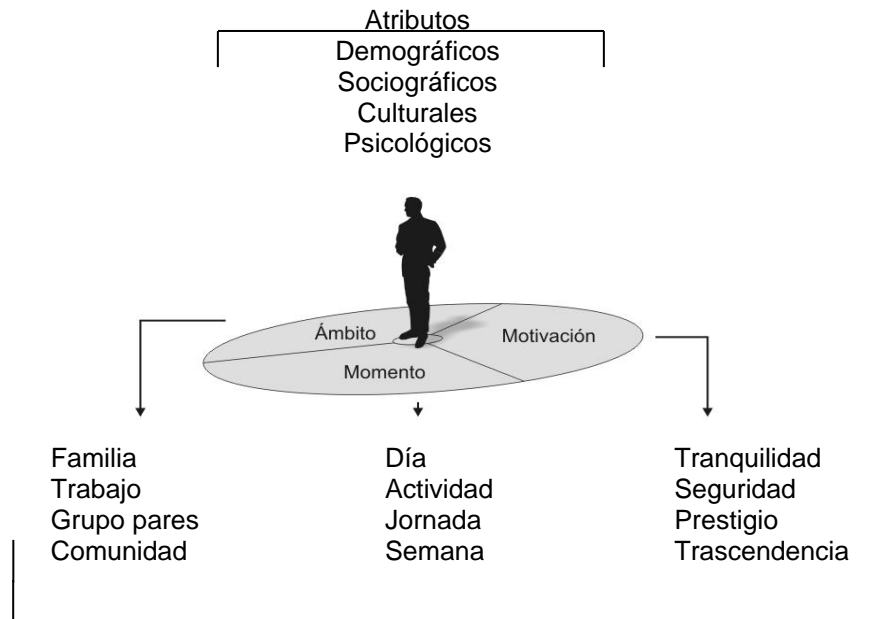 Atributos
Demográficos
Sociográficos
Culturales
Psicológicos
Ámbito
Motivación
Momento
Familia
Trabajo
Grupo pares
Comunidad
Día
Actividad
Jornada
Semana
Tranquilidad
Seguridad
Prestigio
Trascendencia